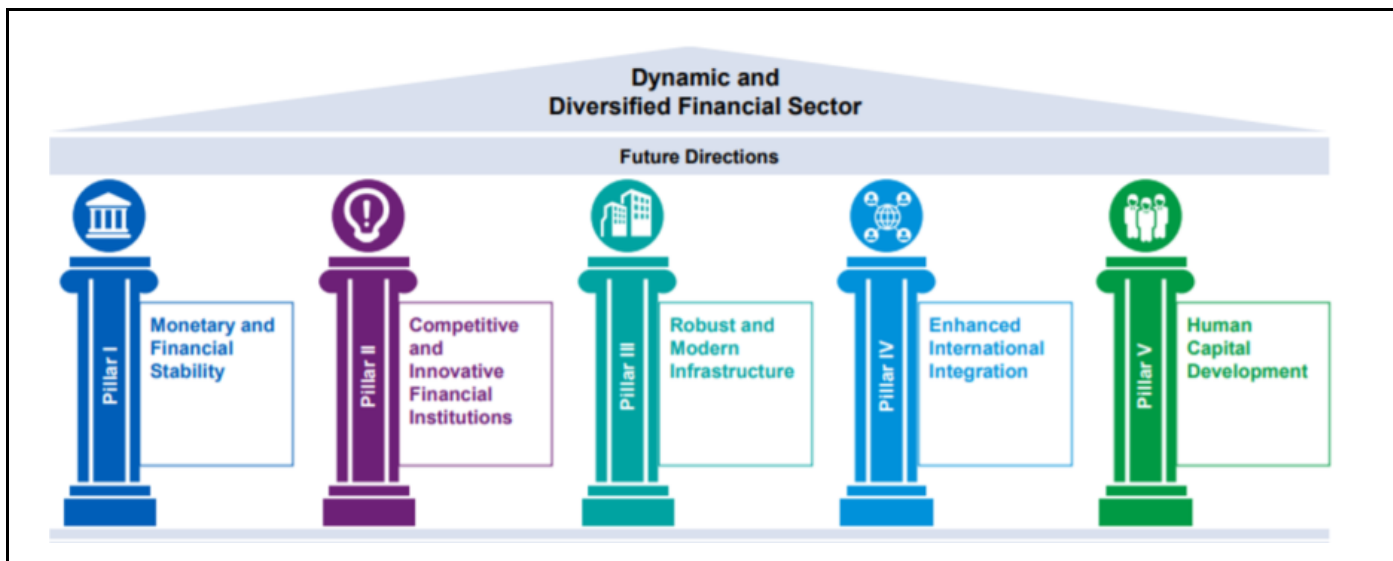 Dynamic and
Diversified Financial Sector
Future Directions
Pillar I
Monetary and
Financial
Stability
Pillar II
Competitive
and
Innovative
Financial
Institutions
Pillar III
Robust and
Modern
Infrastructure
Pillar IV
Enhanced
International
Integration
Pillar V
Human
Capital
Development